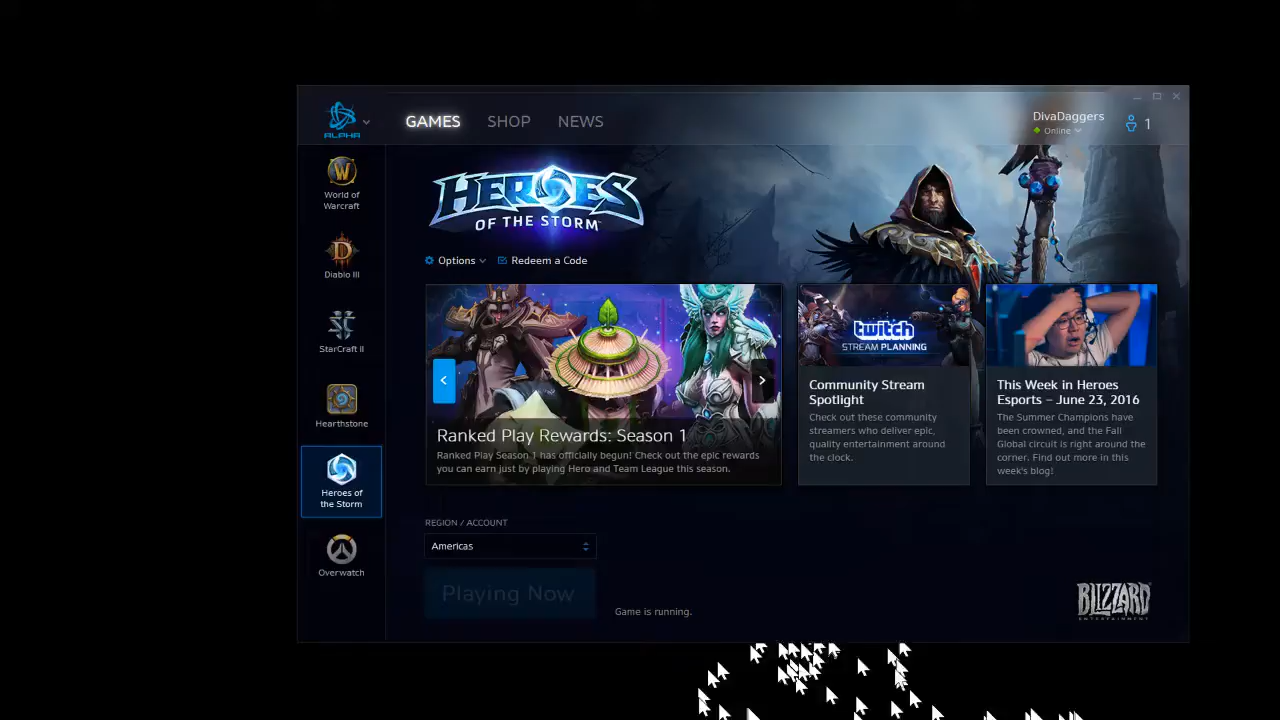 ALPHA
GAMES
SHOP
NEWS
DivaDaggers
Online
1
World of
Warcraft
Diablo III
StarCraft II
Hearthstone
Heroes of
the Storm
Overwatch
HEROES
OF THE STORM
Options
Redeem a Code
Ranked Play Rewards: Season 1
Ranked Play Season 1 has officially begun! Check out the epic rewards
you can earn just by playing Hero and Team League this season.
twitch
STREAM PLANNING
Community Stream
Spotlight
Check out these community
streamers who deliver epic,
quality entertainment around
the clock.
This Week in Heroes
Esports – June 23, 2016
The Summer Champions have
been crowned, and the Fall
Global circuit is right around the
corner. Find out more in this
week's blog!
REGION / ACCOUNT
Americas
Playing Now
Game is running.
BLIZZARD
ENTERTAINMENT